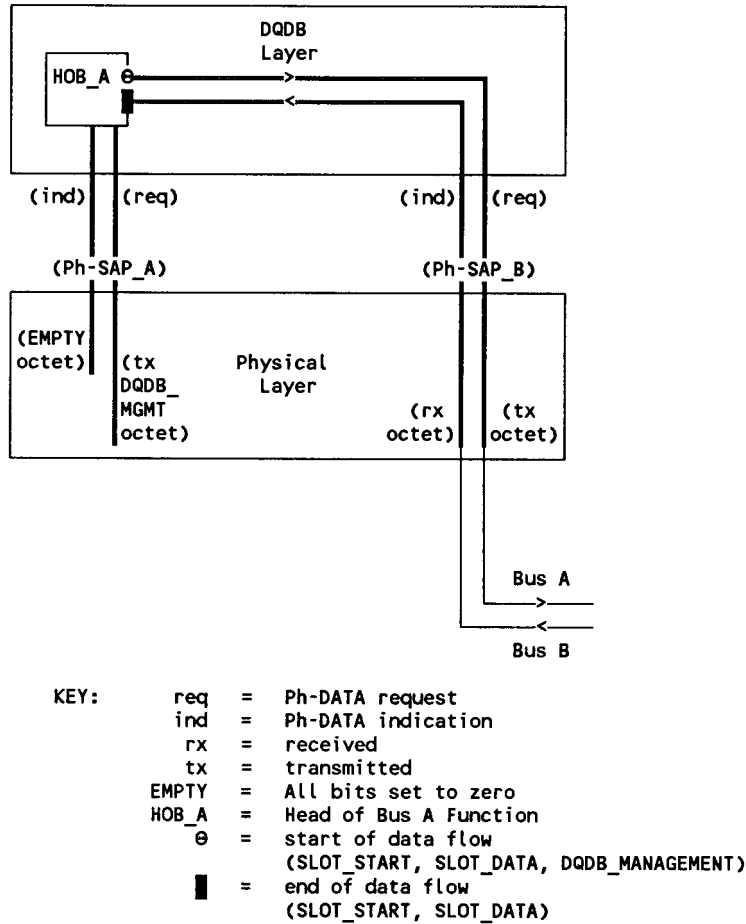 DQDB
Layer
HOB_A
(ind) (req) (ind) (req)
(Ph-SAP_A) (Ph-SAP_B)
(EMPTY
octet)
(tx
DQDB_
MGMT
octet)
Physical
Layer
(rx
octet)
(tx
octet)
Bus A
Bus B
KEY: req = Ph-DATA request
ind = Ph-DATA indication
rx = received
tx = transmitted
EMPTY = All bits set to zero
HOB_A = Head of Bus A Function
Θ = start of data flow
(SLOT_START, SLOT_DATA, DQDB_MANAGEMENT)
█ = end of data flow
(SLOT_START, SLOT_DATA)